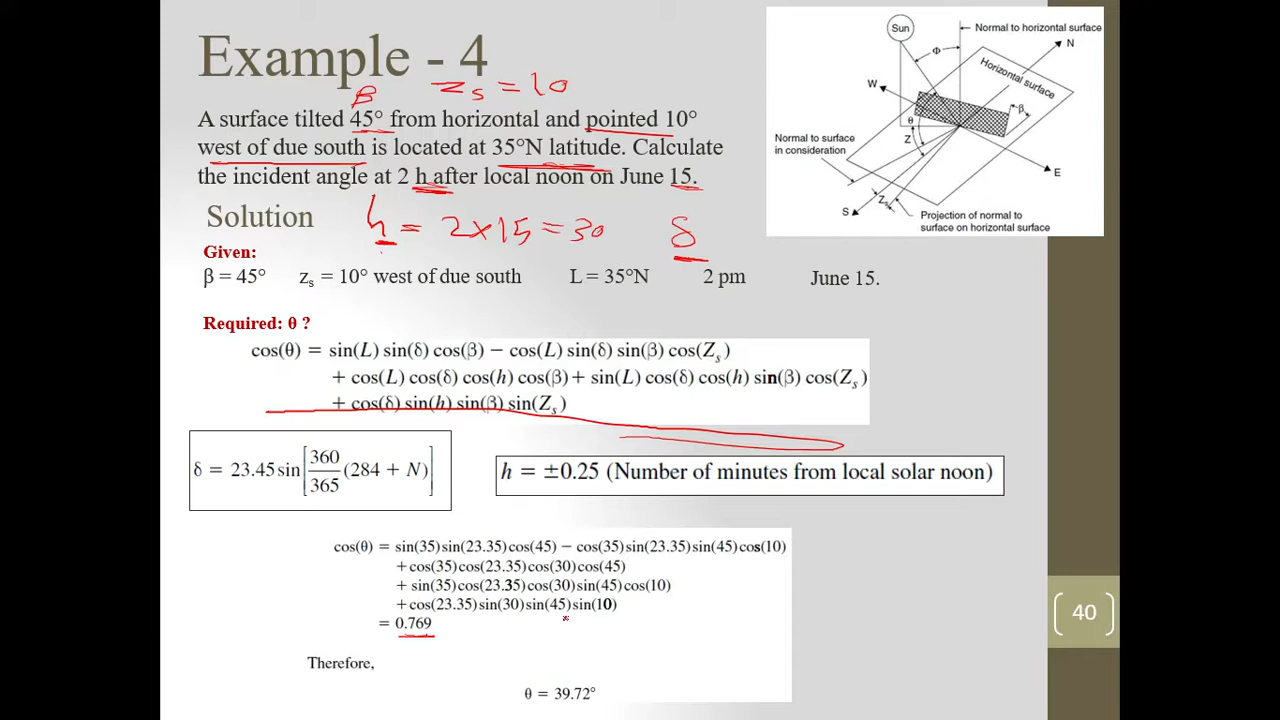 Example - 4
β
Zs = 10
A surface tilted 45° from horizontal and pointed 10°
west of due south is located at 35°N latitude. Calculate
the incident angle at 2 h after local noon on June 15.
Solution
h = 2×15 = 30
δ
Given:
β = 45°
zs = 10° west of due south
L = 35°N
2 pm
June 15.
Required: θ ?
cos(θ) = sin(L) sin(δ) cos(β) − cos(L) sin(δ) sin(β) cos(Zs)
+ cos(L) cos(δ) cos(h) cos(β) + sin(L) cos(δ) cos(h) sin(β) cos(Zs)
+ cos(δ) sin(h) sin(β) sin(Zs)
δ = 23.45 sin[360/365 (284 + N)]
h = ±0.25 (Number of minutes from local solar noon)
cos(θ) = sin(35)sin(23.35)cos(45) − cos(35)sin(23.35)sin(45)cos(10)
+cos(35)cos(23.35)cos(30)cos(45)
+ sin(35)cos(23.35)cos(30)sin(45)cos(10)
+cos(23.35)sin(30)sin(45)sin(10)
= 0.769
Therefore,
θ = 39.72°
Sun
Normal to horizontal surface
N
Φ
Horizontal surface
W
β
θ
Z
Normal to surface
in consideration
E
Zs
S
Projection of normal to
surface on horizontal surface
40